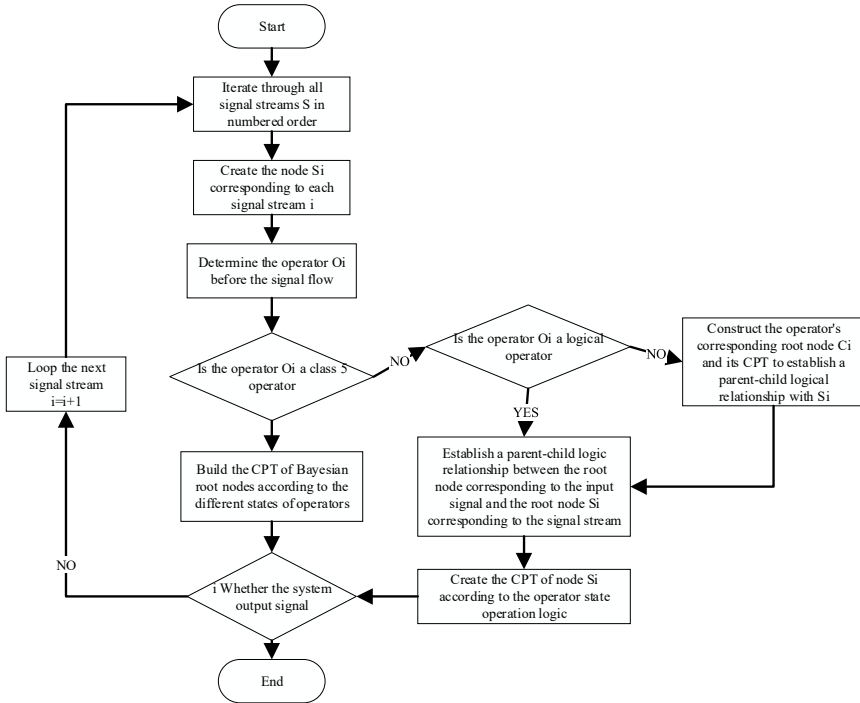 Start
Iterate through all
signal streams S in
numbered order
Create the node Si
corresponding to each
signal stream i
Determine the operator Oi
before the signal flow
Is the operator Oi a class 5
operator
NO
Is the operator Oi a logical
operator
NO
Construct the operator's
corresponding root node Ci
and its CPT to establish a
parent-child logical
relationship with Si
YES
Loop the next
signal stream
i=i+1
Build the CPT of Bayesian
root nodes according to the
different states of operators
Establish a parent-child logic
relationship between the root
node corresponding to the input
signal and the root node Si
corresponding to the signal stream
NO
i Whether the system
output signal
Create the CPT of node Si
according to the operator state
operation logic
End